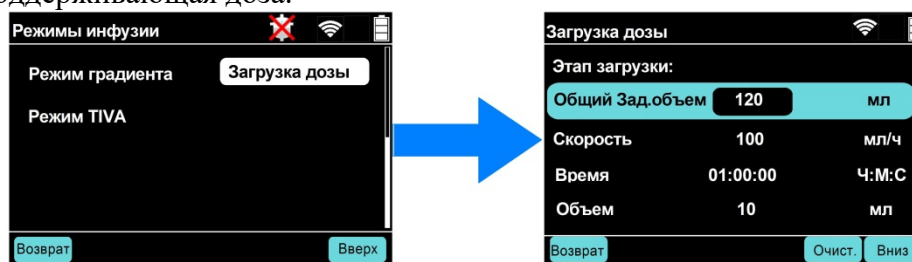 поддерживающая доза.
Режимы инфузии
Режим градиента Загрузка дозы
Режим TIVA
Возврат Вверх
Загрузка дозы
Этап загрузки:
Общий Зад.объем 120 мл
Скорость 100 мл/ч
Время 01:00:00 Ч:М:С
Объем 10 мл
Возврат Очист. Вниз